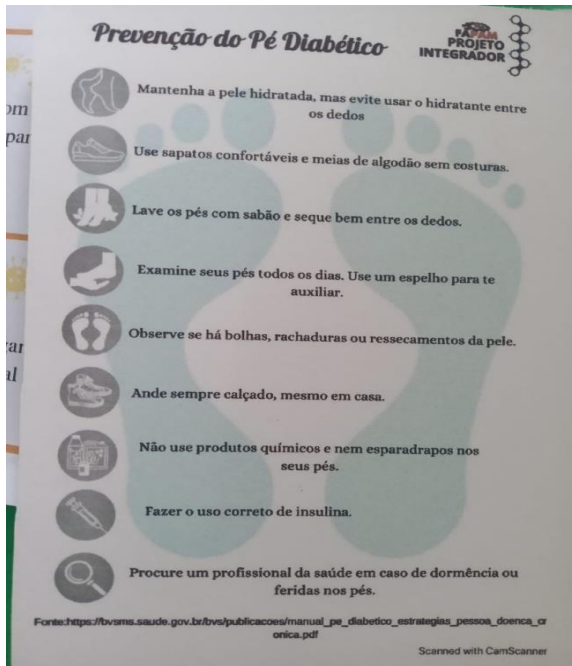 Prevenção do Pé Diabético
FAPAM
PROJETO
INTEGRADOR
Mantenha a pele hidratada, mas evite usar o hidratante entre
os dedos
Use sapatos confortáveis e meias de algodão sem costuras.
Lave os pés com sabão e seque bem entre os dedos.
Examine seus pés todos os dias. Use um espelho para te
auxiliar.
Observe se há bolhas, rachaduras ou ressecamentos da pele.
Ande sempre calçado, mesmo em casa.
Não use produtos químicos e nem esparadrapos nos
seus pés.
Fazer o uso correto de insulina.
Procure um profissional da saúde em caso de dormência ou
feridas nos pés.
Fonte:https://bvsms.saude.gov.br/bvs/publicacoes/manual_pe_diabetico_estrategias_pessoa_doenca_cr
onica.pdf
Scanned with CamScanner